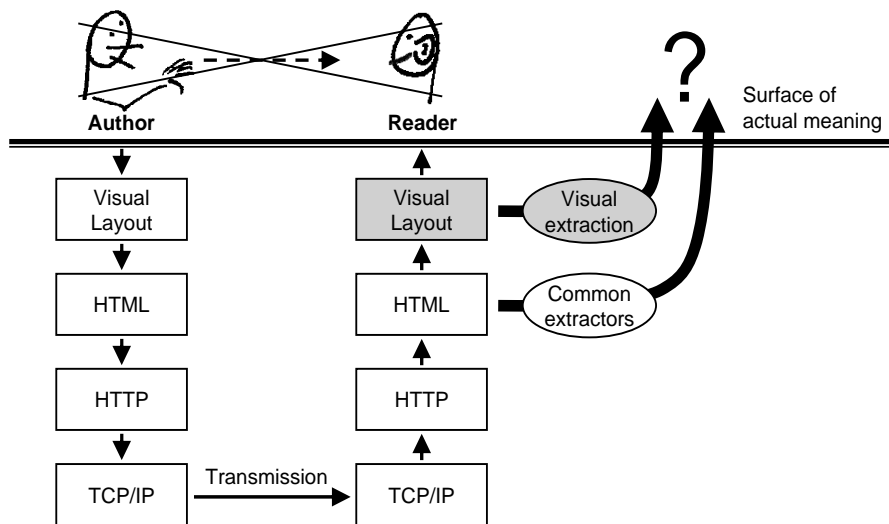 ?
Surface of
actual meaning
Author
Reader
Visual
Layout
Visual
Layout
Visual
extraction
HTML
HTML
Common
extractors
HTTP
HTTP
Transmission
TCP/IP
TCP/IP